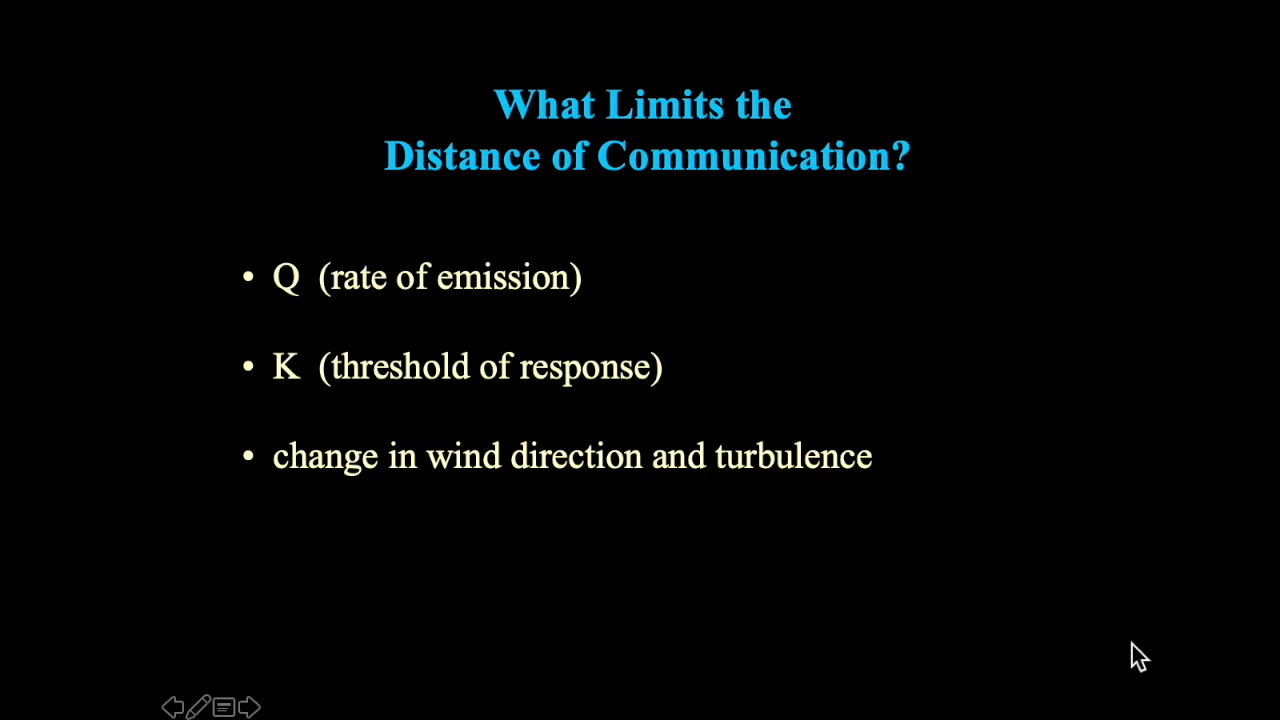 What Limits the
Distance of Communication?
• Q (rate of emission)
• K (threshold of response)
• change in wind direction and turbulence